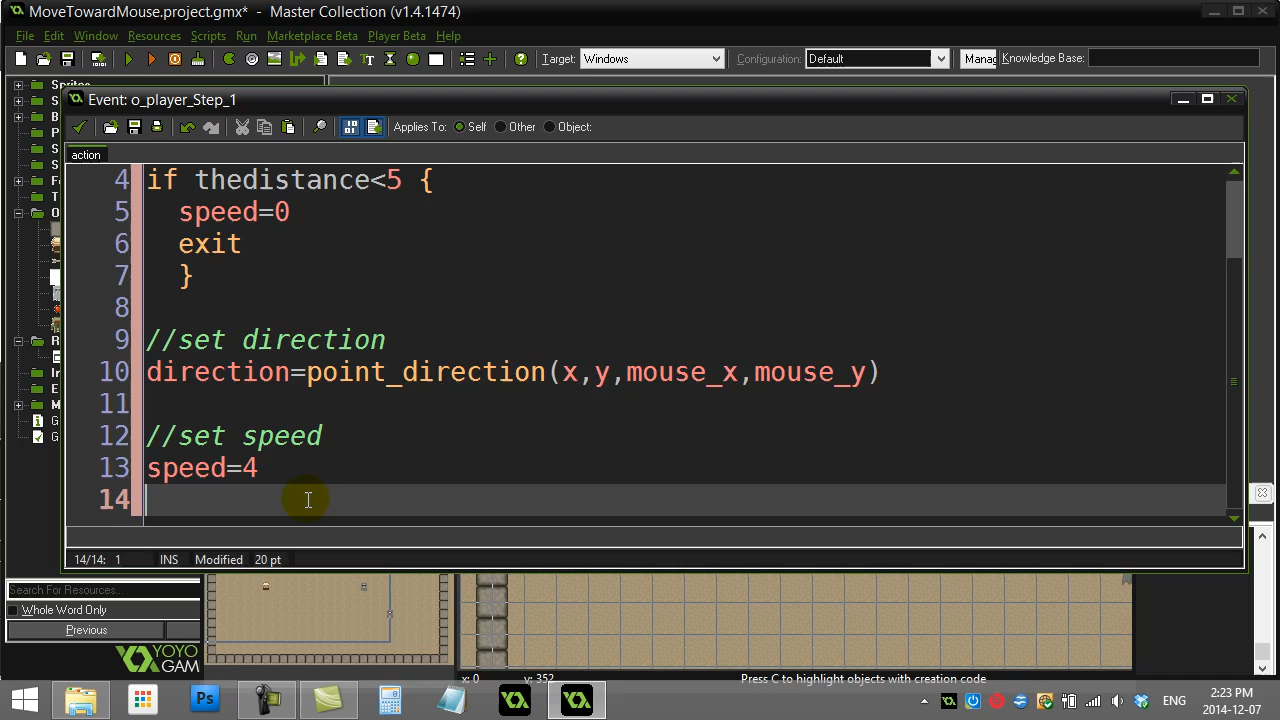 MoveTowardMouse.project.gmx* - Master Collection (v1.4.1474)
File Edit Window Resources Scripts Run Marketplace Beta Player Beta Help
Target: Windows Configuration: Default Manag Knowledge Base:
Event: o_player_Step_1
Applies To: Self Other Object:
action
4 if thedistance<5 {
5 speed=0
6 exit
7 }
8
9 //set direction
10 direction=point_direction(x,y,mouse_x,mouse_y)
11
12 //set speed
13 speed=4
14
14/14: 1 INS Modified 20 pt
Search For Resources...
Whole Word Only
Previous
YOYO
GAM
x: 0 y: 352 Press C to highlight objects with creation code
Ps
ENG
2:23 PM
2014-12-07